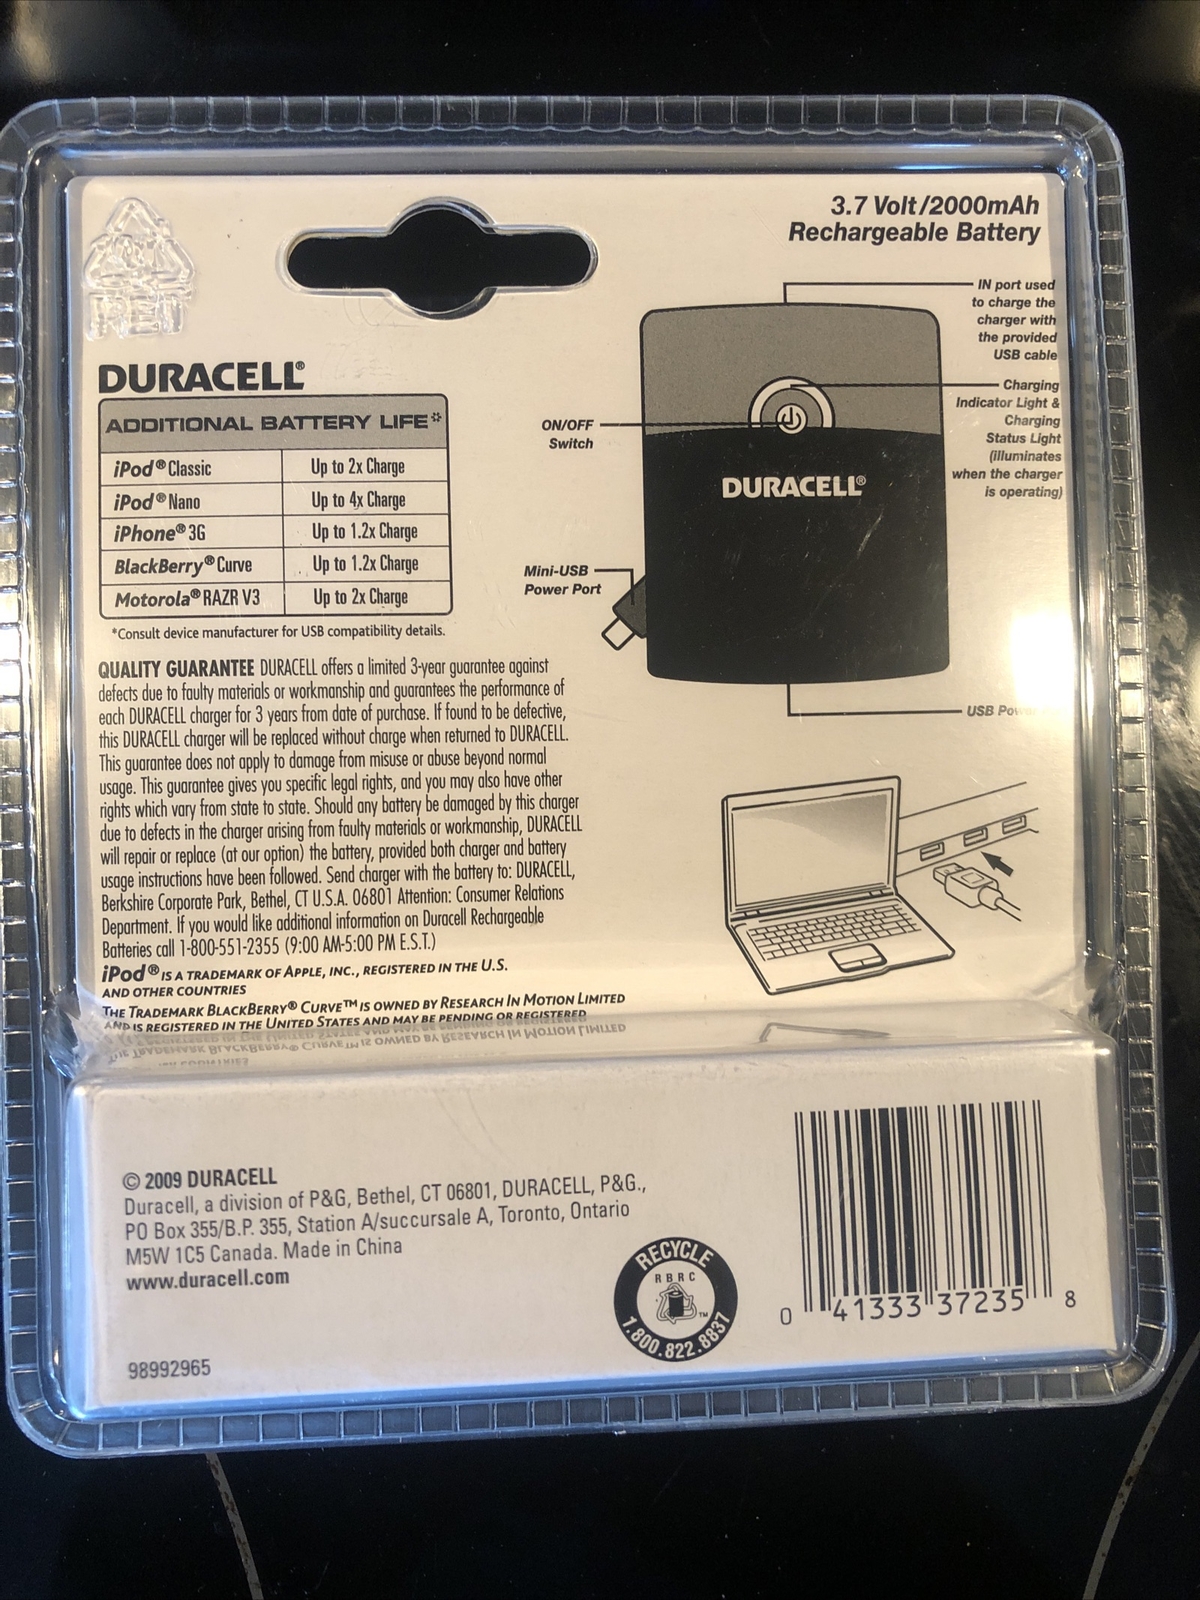 3.7 Volt/2000mAh
Rechargeable Battery
DURACELL®
ADDITIONAL BATTERY LIFE*
iPod® Classic Up to 2x Charge
iPod® Nano Up to 4x Charge
iPhone® 3G Up to 1.2x Charge
BlackBerry® Curve Up to 1.2x Charge
Motorola® RAZR V3 Up to 2x Charge
*Consult device manufacturer for USB compatibility details.
QUALITY GUARANTEE DURACELL offers a limited 3-year guarantee against
defects due to faulty materials or workmanship and guarantees the performance of
each DURACELL charger for 3 years from date of purchase. If found to be defective,
this DURACELL charger will be replaced without charge when returned to DURACELL.
This guarantee does not apply to damage from misuse or abuse beyond normal
usage. This guarantee gives you specific legal rights, and you may also have other
rights which vary from state to state. Should any battery be damaged by this charger
due to defects in the charger arising from faulty materials or workmanship, DURACELL
will repair or replace (at our option) the battery, provided both charger and battery
usage instructions have been followed. Send charger with the battery to: DURACELL,
Berkshire Corporate Park, Bethel, CT U.S.A. 06801 Attention: Consumer Relations
Department. If you would like additional information on Duracell Rechargeable
Batteries call 1-800-551-2355 (9:00 AM-5:00 PM E.S.T.)
iPod® IS A TRADEMARK OF APPLE, INC., REGISTERED IN THE U.S.
AND OTHER COUNTRIES
THE TRADEMARK BLACKBERRY® CURVE™ IS OWNED BY RESEARCH IN MOTION LIMITED
AND IS REGISTERED IN THE UNITED STATES AND MAY BE PENDING OR REGISTERED
IN port used
to charge the
charger with
the provided
USB cable
Charging
Indicator Light &
Charging
Status Light
(illuminates
when the charger
is operating)
ON/OFF
Switch
DURACELL®
Mini-USB
Power Port
USB
© 2009 DURACELL
Duracell, a division of P&G, Bethel, CT 06801, DURACELL, P&G.,
PO Box 355/B.P. 355, Station A/succursale A, Toronto, Ontario
M5W 1C5 Canada. Made in China
www.duracell.com
98992965
RECYCLE
RBRC
™
1.800.822.8837
0 41333 37235 8